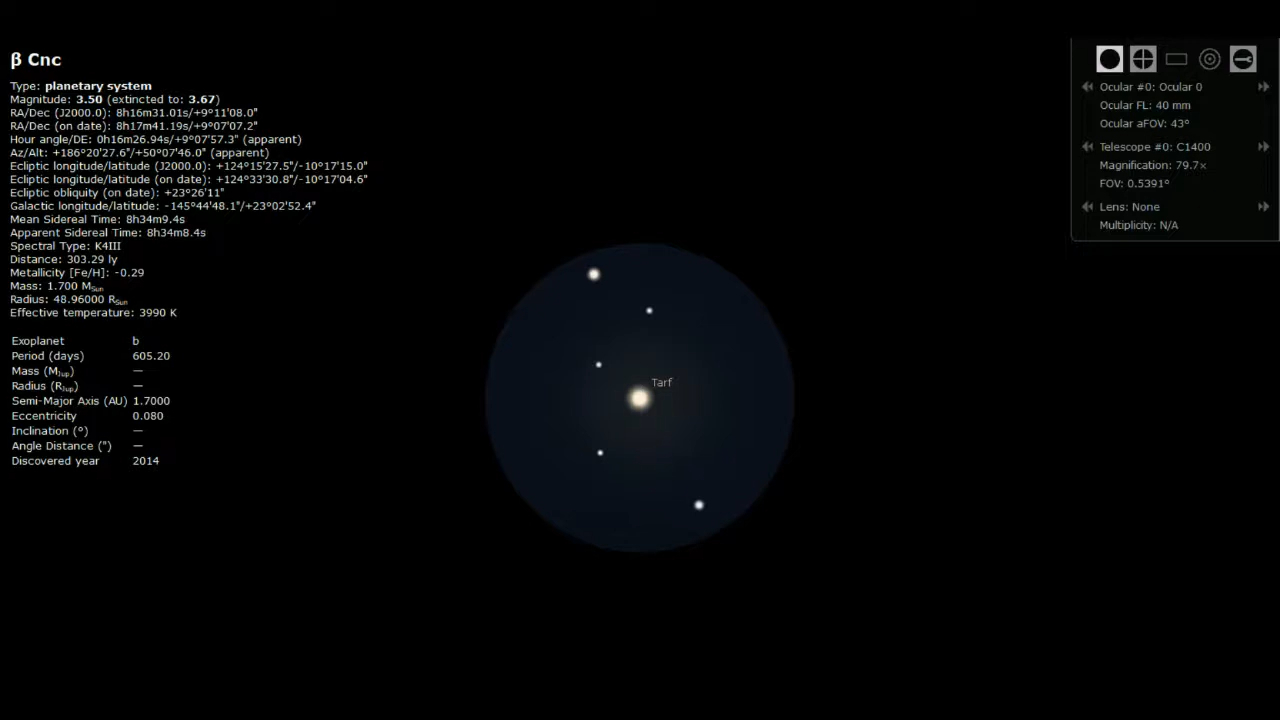 β Cnc
Type: planetary system
Magnitude: 3.50 (extincted to: 3.67)
RA/Dec (J2000.0): 8h16m31.01s/+9°11'08.0"
RA/Dec (on date): 8h17m41.19s/+9°07'07.2"
Hour angle/DE: 0h16m26.94s/+9°07'57.3" (apparent)
Az/Alt: +186°20'27.6"/+50°07'46.0" (apparent)
Ecliptic longitude/latitude (J2000.0): +124°15'27.5"/-10°17'15.0"
Ecliptic longitude/latitude (on date): +124°33'30.8"/-10°17'04.6"
Ecliptic obliquity (on date): +23°26'11"
Galactic longitude/latitude: -145°44'48.1"/+23°02'52.4"
Mean Sidereal Time: 8h34m9.4s
Apparent Sidereal Time: 8h34m8.4s
Spectral Type: K4III
Distance: 303.29 ly
Metallicity [Fe/H]: -0.29
Mass: 1.700 MSun
Radius: 48.96000 RSun
Effective temperature: 3990 K
Exoplanet b
Period (days) 605.20
Mass (MJup) —
Radius (RJup) —
Semi-Major Axis (AU) 1.7000
Eccentricity 0.080
Inclination (°) —
Angle Distance (") —
Discovered year 2014
Tarf
Ocular #0: Ocular 0
Ocular FL: 40 mm
Ocular aFOV: 43°
Telescope #0: C1400
Magnification: 79.7×
FOV: 0.5391°
Lens: None
Multiplicity: N/A